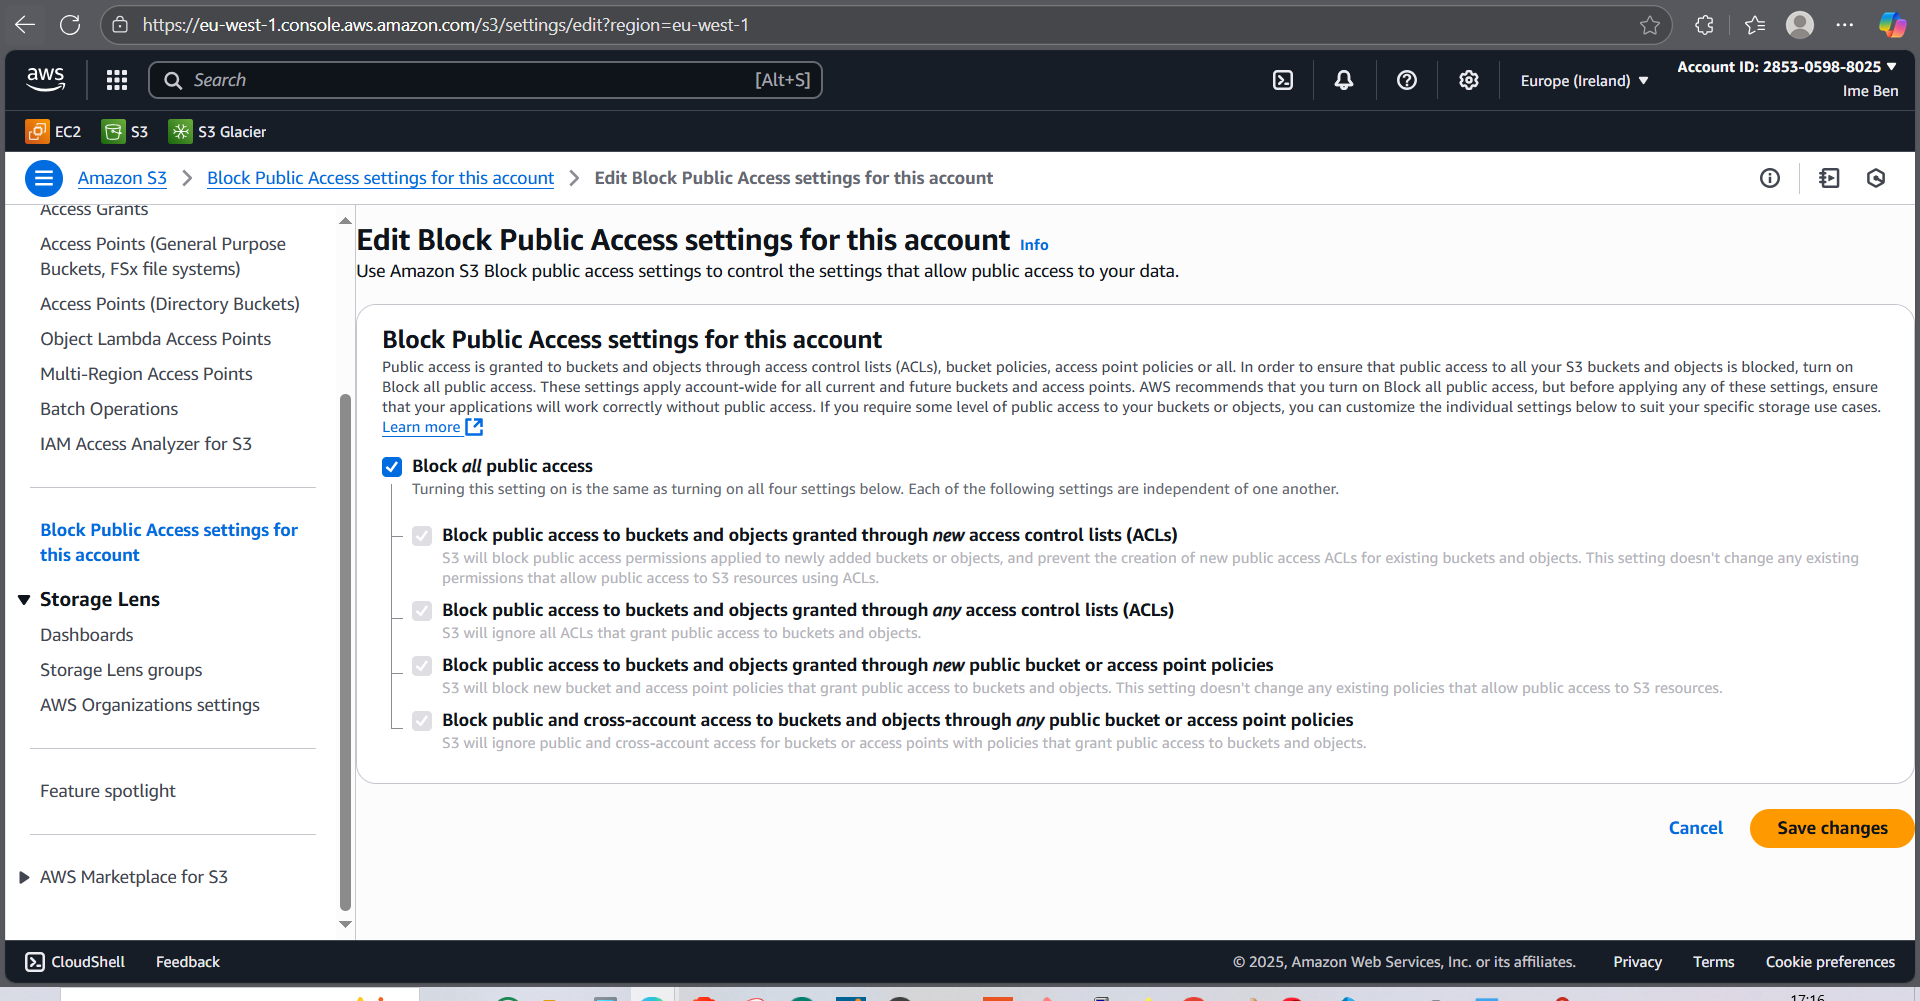 https://eu-west-1.console.aws.amazon.com/s3/settings/edit?region=eu-west-1
aws
Search
[Alt+S]
Europe (Ireland)
Account ID: 2853-0598-8025
Ime Ben
EC2
S3
S3 Glacier
Amazon S3
Block Public Access settings for this account
Edit Block Public Access settings for this account
Access Grants
Access Points (General Purpose
Buckets, FSx file systems)
Access Points (Directory Buckets)
Object Lambda Access Points
Multi-Region Access Points
Batch Operations
IAM Access Analyzer for S3
Block Public Access settings for
this account
Storage Lens
Dashboards
Storage Lens groups
AWS Organizations settings
Feature spotlight
AWS Marketplace for S3
Edit Block Public Access settings for this account Info
Use Amazon S3 Block public access settings to control the settings that allow public access to your data.
Block Public Access settings for this account
Public access is granted to buckets and objects through access control lists (ACLs), bucket policies, access point policies or all. In order to ensure that public access to all your S3 buckets and objects is blocked, turn on
Block all public access. These settings apply account-wide for all current and future buckets and access points. AWS recommends that you turn on Block all public access, but before applying any of these settings, ensure
that your applications will work correctly without public access. If you require some level of public access to your buckets or objects, you can customize the individual settings below to suit your specific storage use cases.
Learn more
Block all public access
Turning this setting on is the same as turning on all four settings below. Each of the following settings are independent of one another.
Block public access to buckets and objects granted through new access control lists (ACLs)
S3 will block public access permissions applied to newly added buckets or objects, and prevent the creation of new public access ACLs for existing buckets and objects. This setting doesn't change any existing
permissions that allow public access to S3 resources using ACLs.
Block public access to buckets and objects granted through any access control lists (ACLs)
S3 will ignore all ACLs that grant public access to buckets and objects.
Block public access to buckets and objects granted through new public bucket or access point policies
S3 will block new bucket and access point policies that grant public access to buckets and objects. This setting doesn't change any existing policies that allow public access to S3 resources.
Block public and cross-account access to buckets and objects through any public bucket or access point policies
S3 will ignore public and cross-account access for buckets or access points with policies that grant public access to buckets and objects.
Cancel
Save changes
CloudShell
Feedback
© 2025, Amazon Web Services, Inc. or its affiliates.
Privacy
Terms
Cookie preferences
17:16